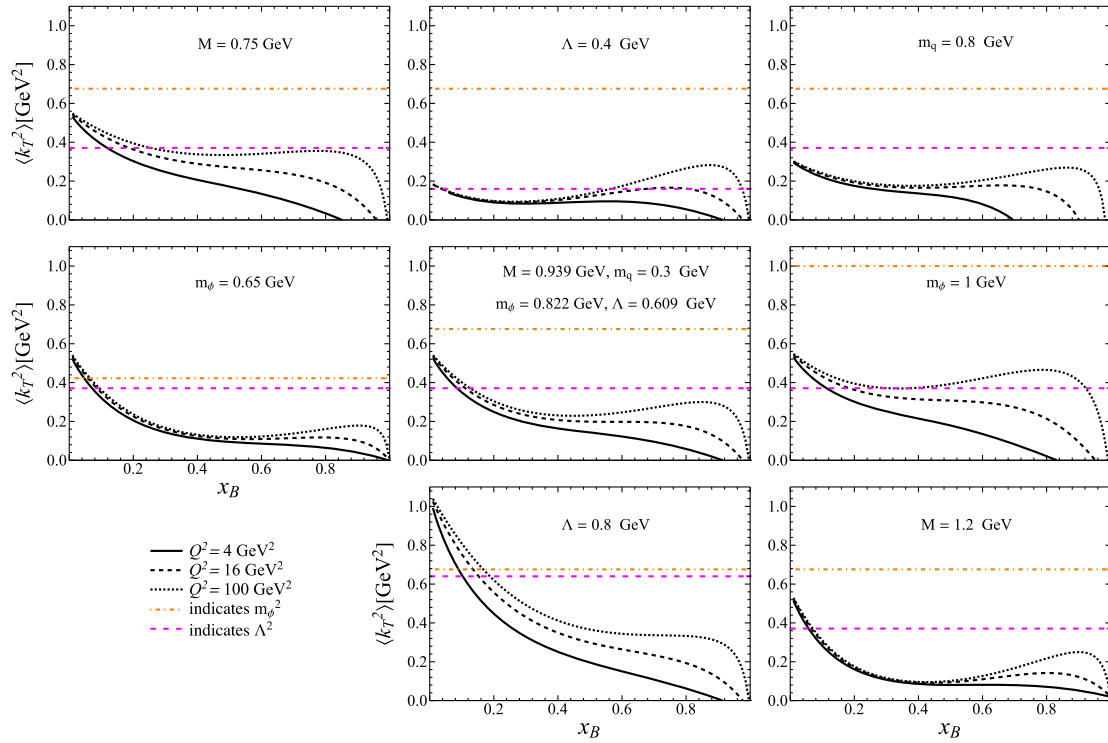 M = 0.75 GeV
Λ = 0.4 GeV
m_q = 0.8 GeV
⟨k_T^2⟩[GeV^2]
1.0
0.8
0.6
0.4
0.2
0.0
m_ϕ = 0.65 GeV
M = 0.939 GeV, m_q = 0.3 GeV
m_ϕ = 0.822 GeV, Λ = 0.609 GeV
m_ϕ = 1 GeV
⟨k_T^2⟩[GeV^2]
1.0
0.8
0.6
0.4
0.2
0.0
0.2 0.4 0.6 0.8
x_B
Λ = 0.8 GeV
M = 1.2 GeV
⟨k_T^2⟩[GeV^2]
1.0
0.8
0.6
0.4
0.2
0.0
0.2 0.4 0.6 0.8
x_B
0.2 0.4 0.6 0.8
x_B
Q^2 = 4 GeV^2
Q^2 = 16 GeV^2
Q^2 = 100 GeV^2
indicates m_ϕ^2
indicates Λ^2